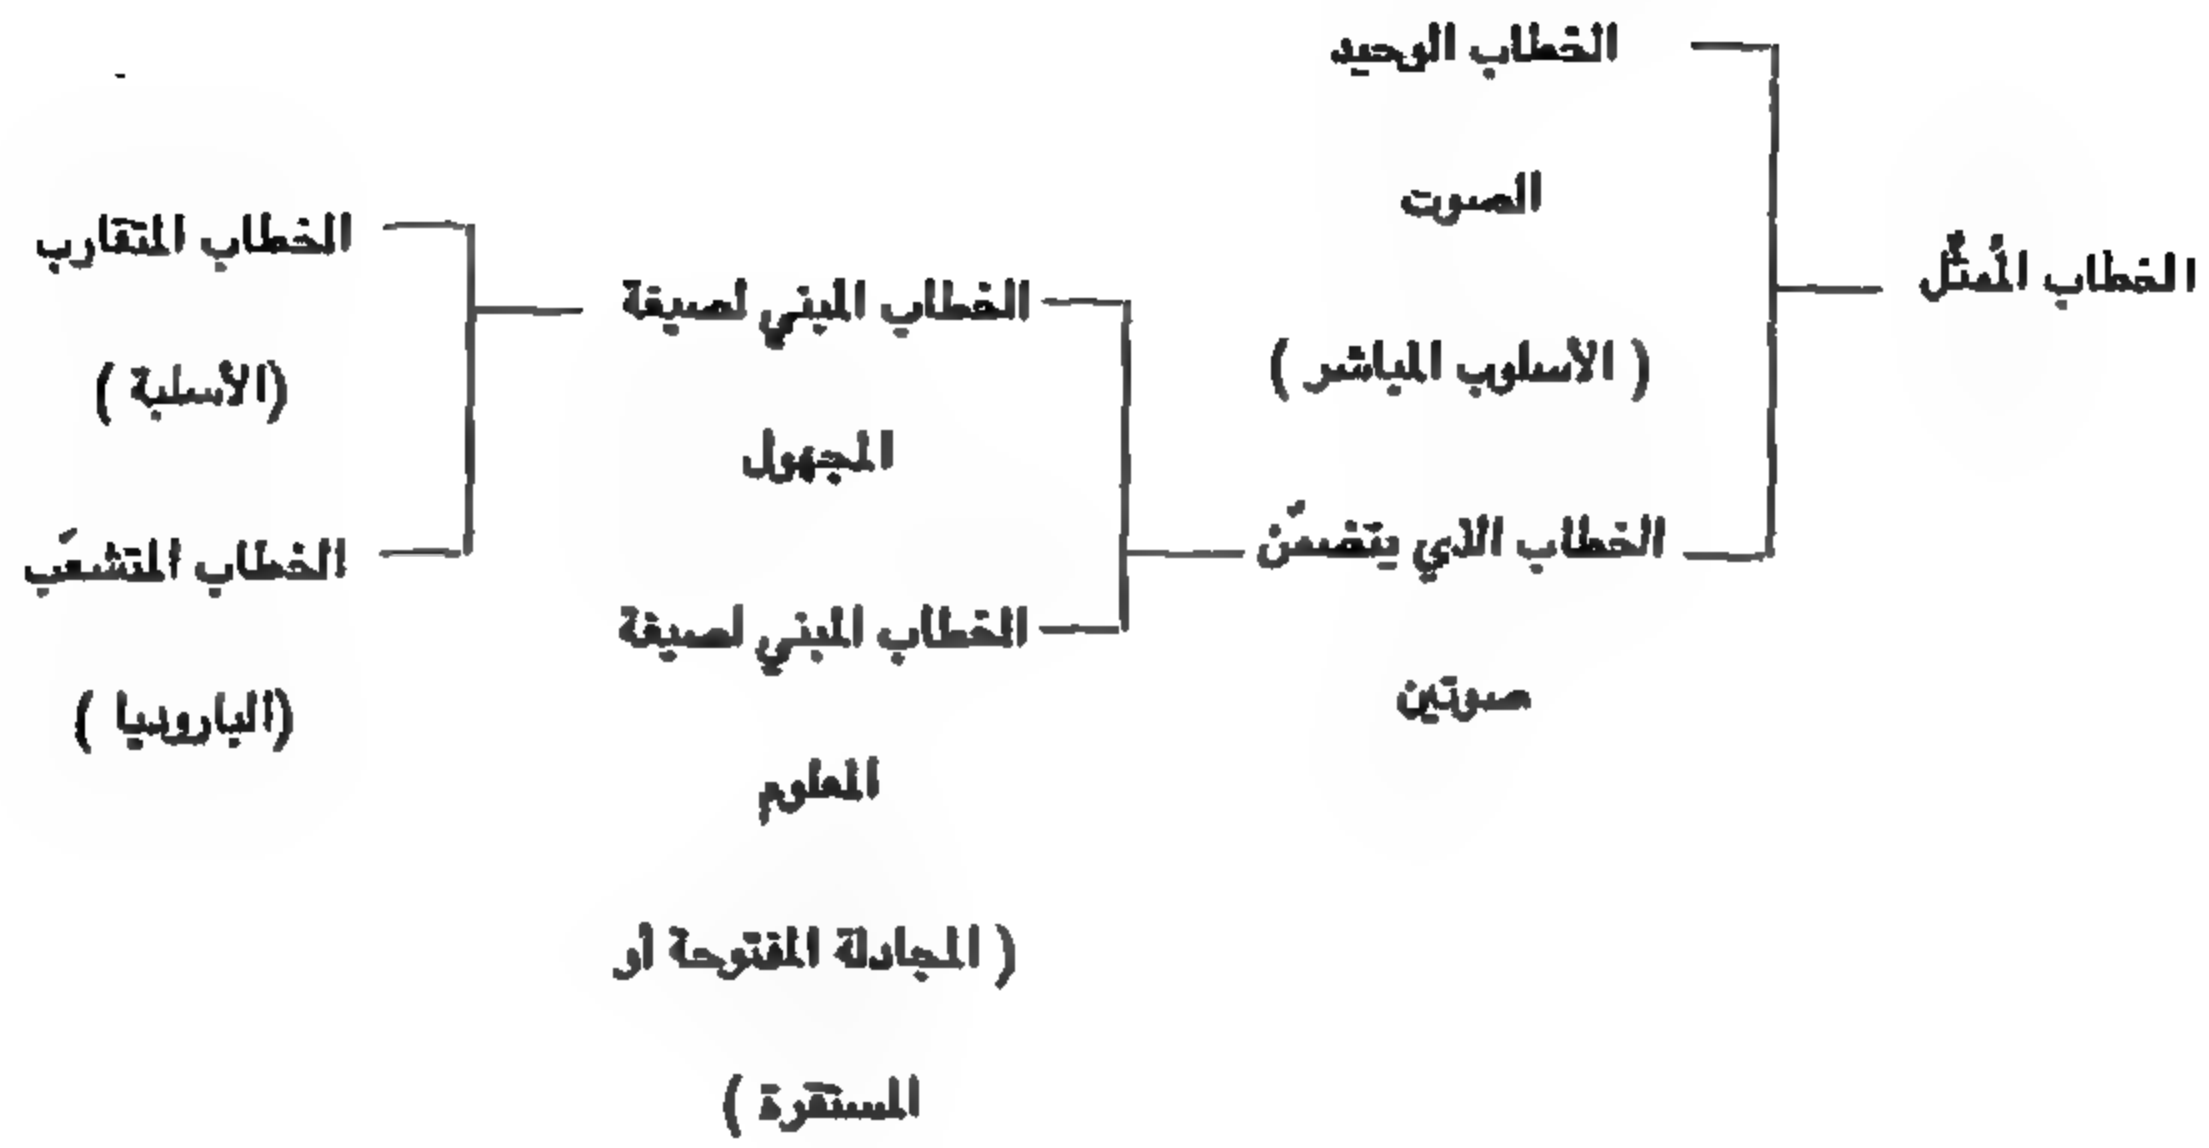 الخطاب المُمثَّل
الخطاب الوحيد
الصوت
( الأسلوب المباشر )
الخطاب الذي يتضمّن
صوتين
الخطاب المبني لصيغة
المجهول
الخطاب المبني لصيغة
المعلوم
( المجادلة المفتوحة أو
المستقرة )
الخطاب المتقارب
(الأسلبة )
الخطاب المتشعّب
(الباروديا )